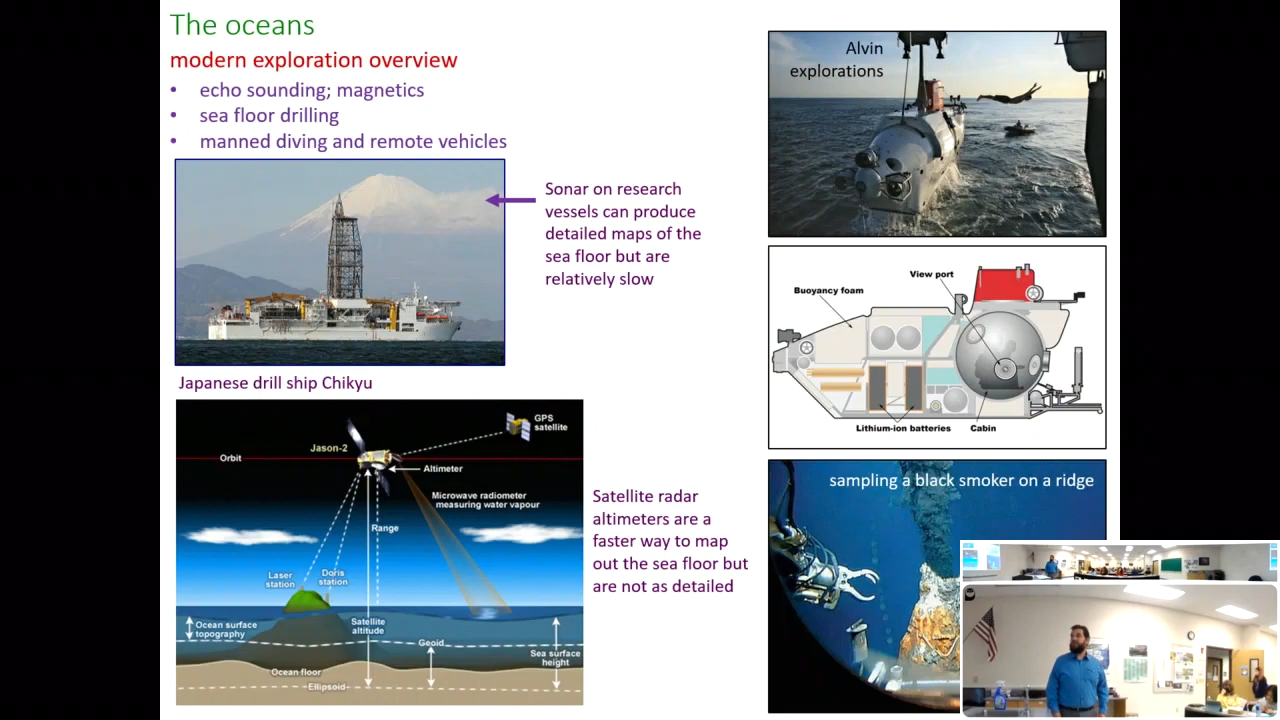 The oceans
modern exploration overview
• echo sounding; magnetics
• sea floor drilling
• manned diving and remote vehicles
Sonar on research
vessels can produce
detailed maps of the
sea floor but are
relatively slow
Japanese drill ship Chikyu
GPS
satellite
Jason-2
Orbit
Altimeter
Microwave radiometer
measuring water vapour
Range
Laser
station
Doris
station
Ocean surface
topography
Satellite
altitude
Geoid
Sea surface
height
Ocean floor
Ellipsoid
Satellite radar
altimeters are a
faster way to map
out the sea floor but
are not as detailed
Alvin
explorations
View port
Buoyancy foam
Lithium-ion batteries
Cabin
sampling a black smoker on a ridge